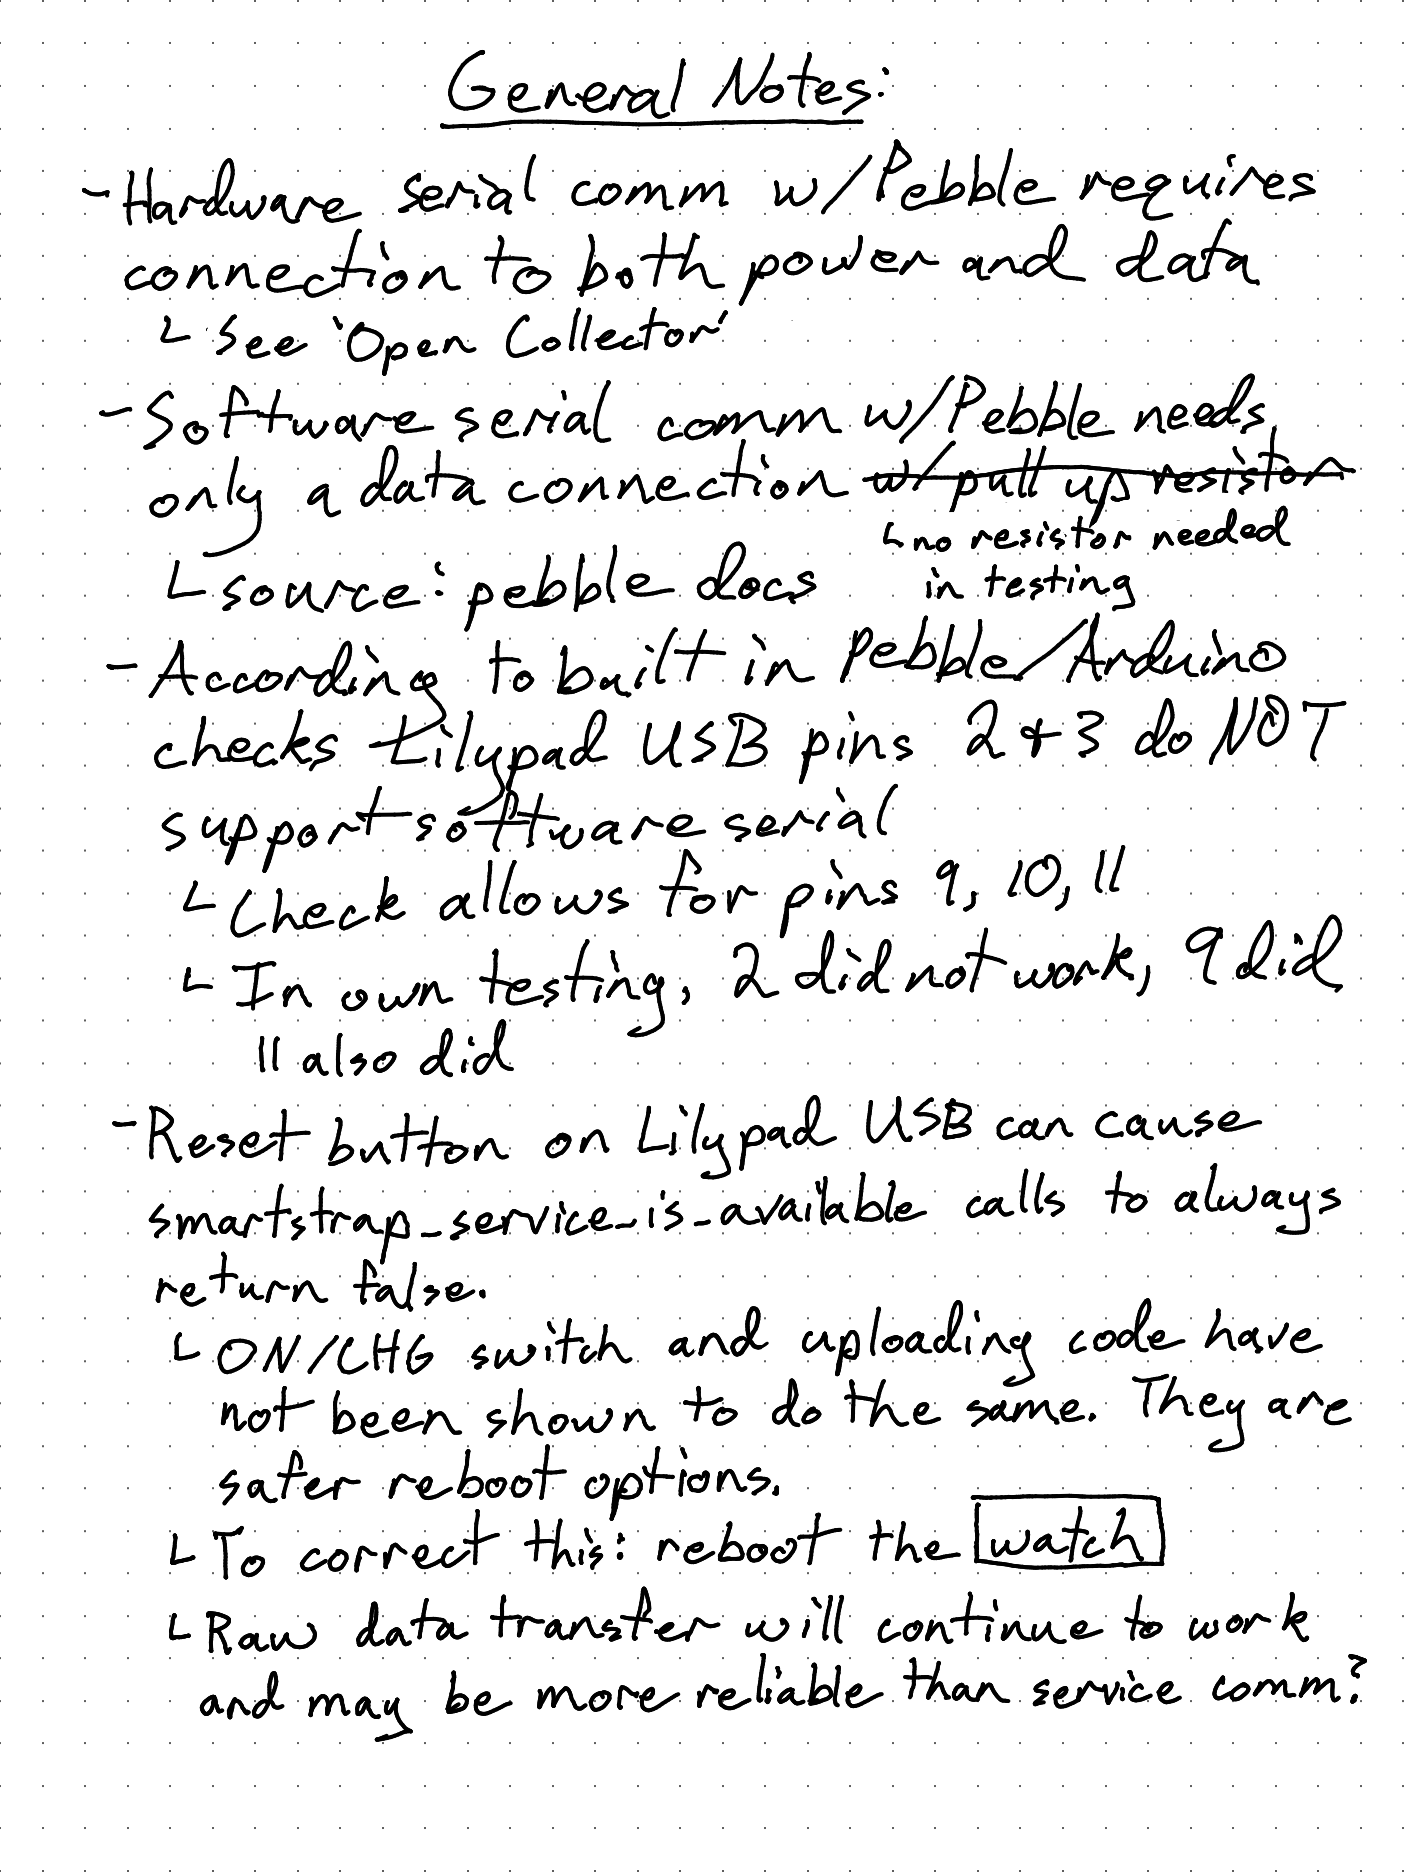 General Notes:
- Hardware serial comm w/Pebble requires
connection to both power and data
└ See 'Open Collector'
- Software serial comm w/Pebble needs
only a data connection w/ pull up resistor
└ no resistor needed
in testing
└ source: pebble docs
- According to built in Pebble/Arduino
checks Lilypad USB pins 2 & 3 do NOT
support software serial
└ Check allows for pins 9, 10, 11
└ In own testing, 2 did not work, 9 did,
11 also did
- Reset button on Lilypad USB can cause
smartstrap_service_is_available calls to always
return false.
└ ON/CHG switch and uploading code have
not been shown to do the same. They are
safer reboot options.
└ To correct this: reboot the watch
└ Raw data transfer will continue to work
and may be more reliable than service comm?